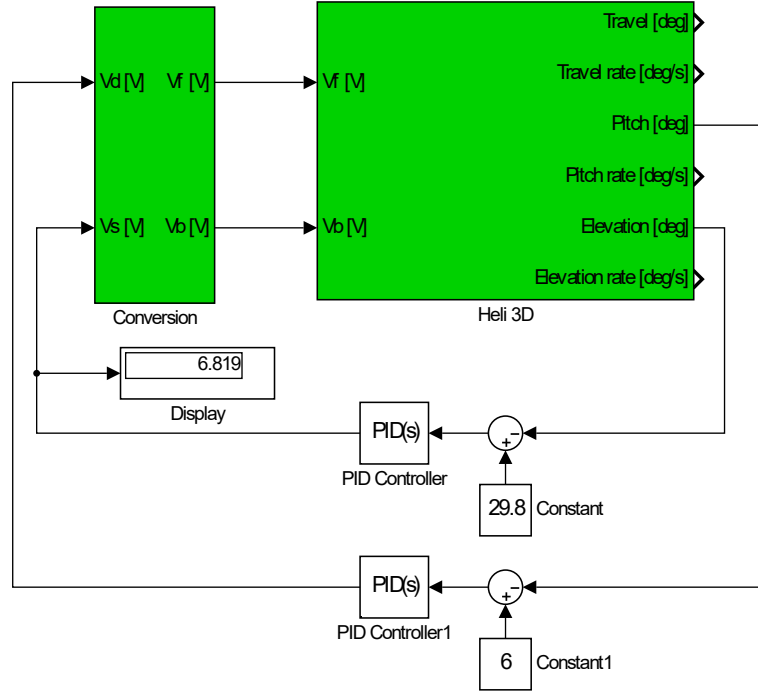 Travel [deg]
Travel rate [deg/s]
Vd [V]
Vf [V]
Vf [V]
Pitch [deg]
Pitch rate [deg/s]
Vs [V]
Vb [V]
Vb [V]
Elevation [deg]
Elevation rate [deg/s]
Conversion
Heli 3D
6.819
Display
PID(s)
+
−
PID Controller
29.8
Constant
PID(s)
+
−
PID Controller1
6
Constant1